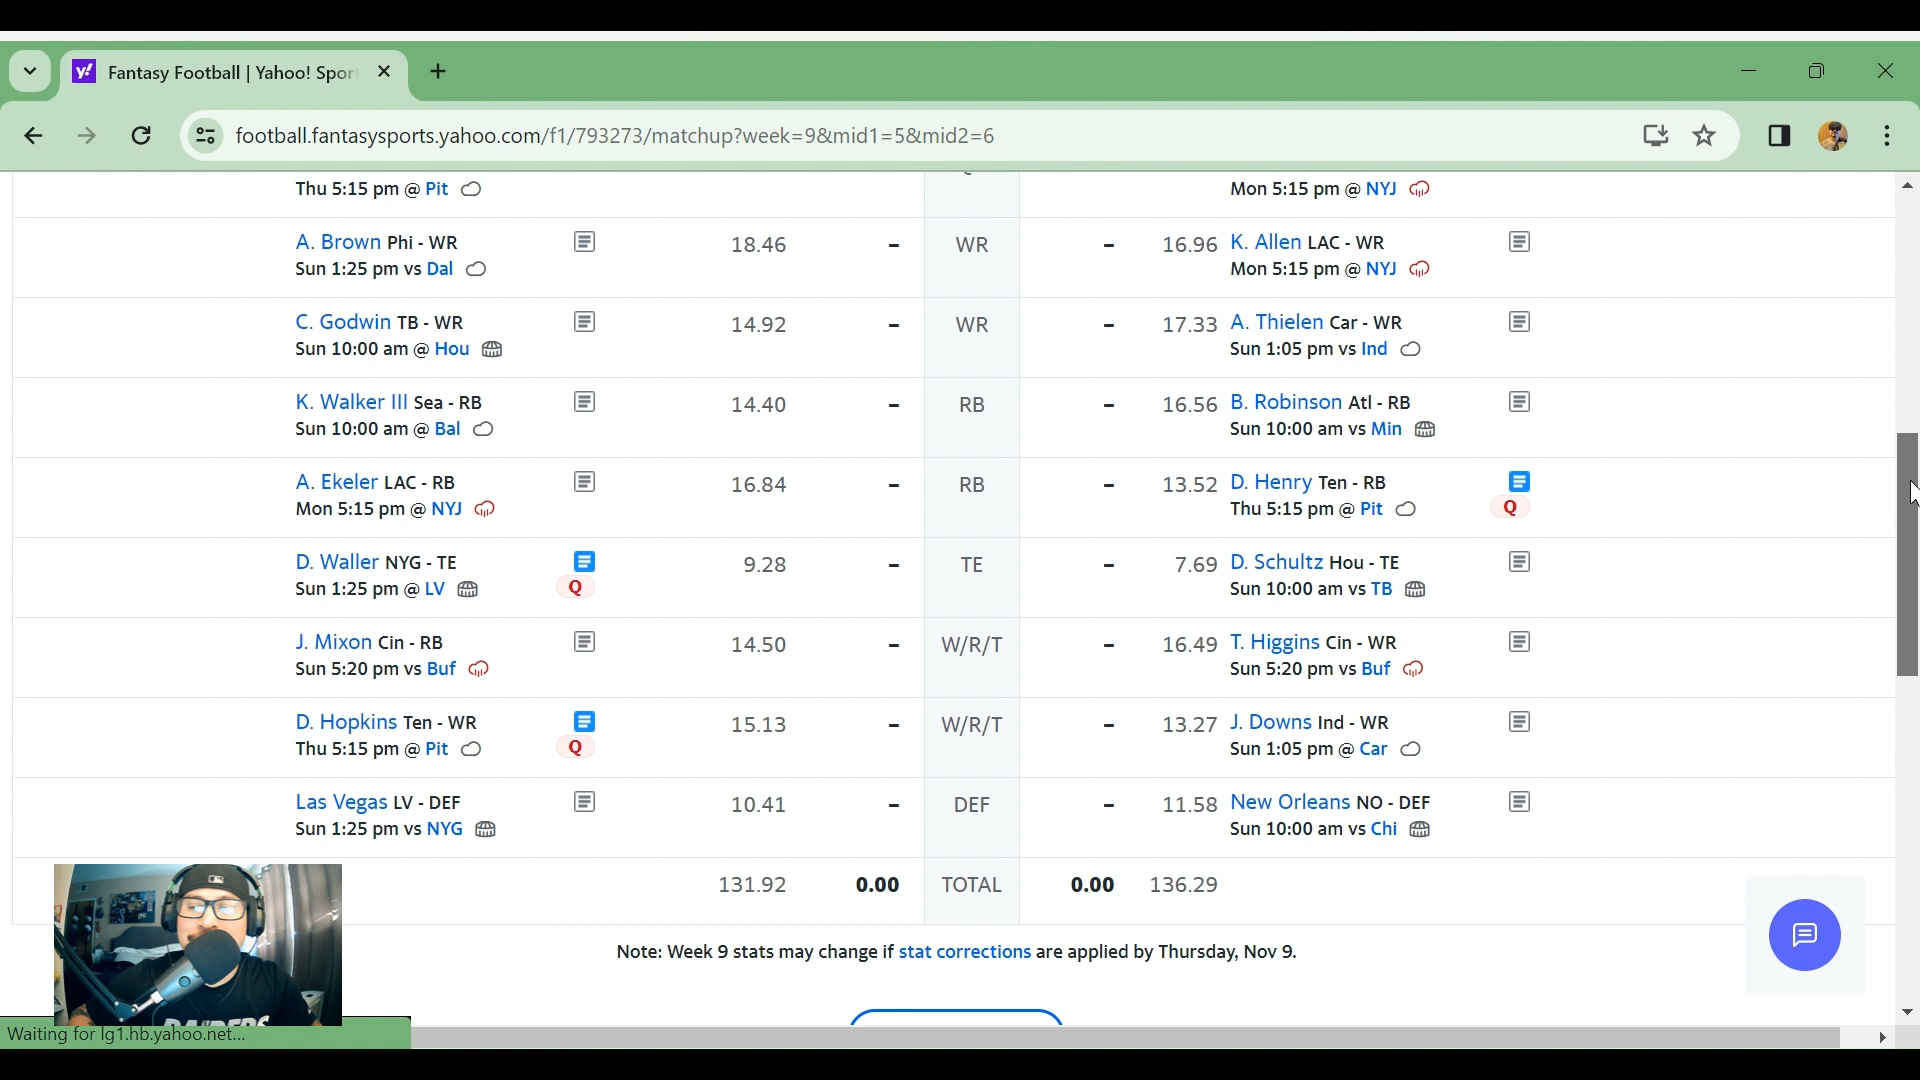 Fantasy Football | Yahoo! Spor
football.fantasysports.yahoo.com/f1/793273/matchup?week=9&mid1=5&mid2=6
Thu 5:15 pm @ Pit
Mon 5:15 pm @ NYJ
A. Brown Phi - WR
Sun 1:25 pm vs Dal
18.46 - WR - 16.96
K. Allen LAC - WR
Mon 5:15 pm @ NYJ
C. Godwin TB - WR
Sun 10:00 am @ Hou
14.92 - WR - 17.33
A. Thielen Car - WR
Sun 1:05 pm vs Ind
K. Walker III Sea - RB
Sun 10:00 am @ Bal
14.40 - RB - 16.56
B. Robinson Atl - RB
Sun 10:00 am vs Min
A. Ekeler LAC - RB
Mon 5:15 pm @ NYJ
16.84 - RB - 13.52
D. Henry Ten - RB
Thu 5:15 pm @ Pit
Q
D. Waller NYG - TE
Sun 1:25 pm @ LV
Q
9.28 - TE - 7.69
D. Schultz Hou - TE
Sun 10:00 am vs TB
J. Mixon Cin - RB
Sun 5:20 pm vs Buf
14.50 - W/R/T - 16.49
T. Higgins Cin - WR
Sun 5:20 pm vs Buf
D. Hopkins Ten - WR
Thu 5:15 pm @ Pit
Q
15.13 - W/R/T - 13.27
J. Downs Ind - WR
Sun 1:05 pm @ Car
Las Vegas LV - DEF
Sun 1:25 pm vs NYG
10.41 - DEF - 11.58
New Orleans NO - DEF
Sun 10:00 am vs Chi
131.92 0.00 TOTAL 0.00 136.29
Note: Week 9 stats may change if stat corrections are applied by Thursday, Nov 9.
RAIDERS
Waiting for lg1.hb.yahoo.net...